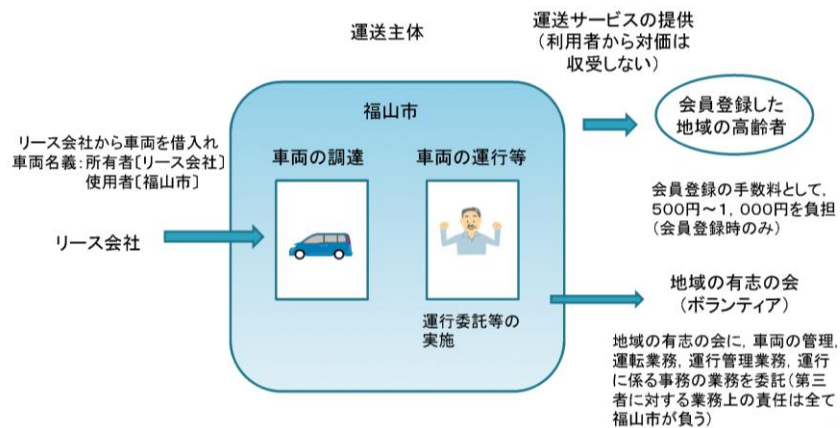 運送主体
運送サービスの提供
（利用者から対価は
収受しない）
福山市
会員登録した
地域の高齢者
リース会社から車両を借入れ
車両名義：所有者〔リース会社〕
使用者〔福山市〕
車両の調達
車両の運行等
会員登録の手数料として，
500円～1，000円を負担
（会員登録時のみ）
リース会社
地域の有志の会
（ボランティア）
運行委託等の
実施
地域の有志の会に，車両の管理，
運転業務，運行管理業務，運行
に係る事務の業務を委託（第三
者に対する業務上の責任は全て
福山市が負う）